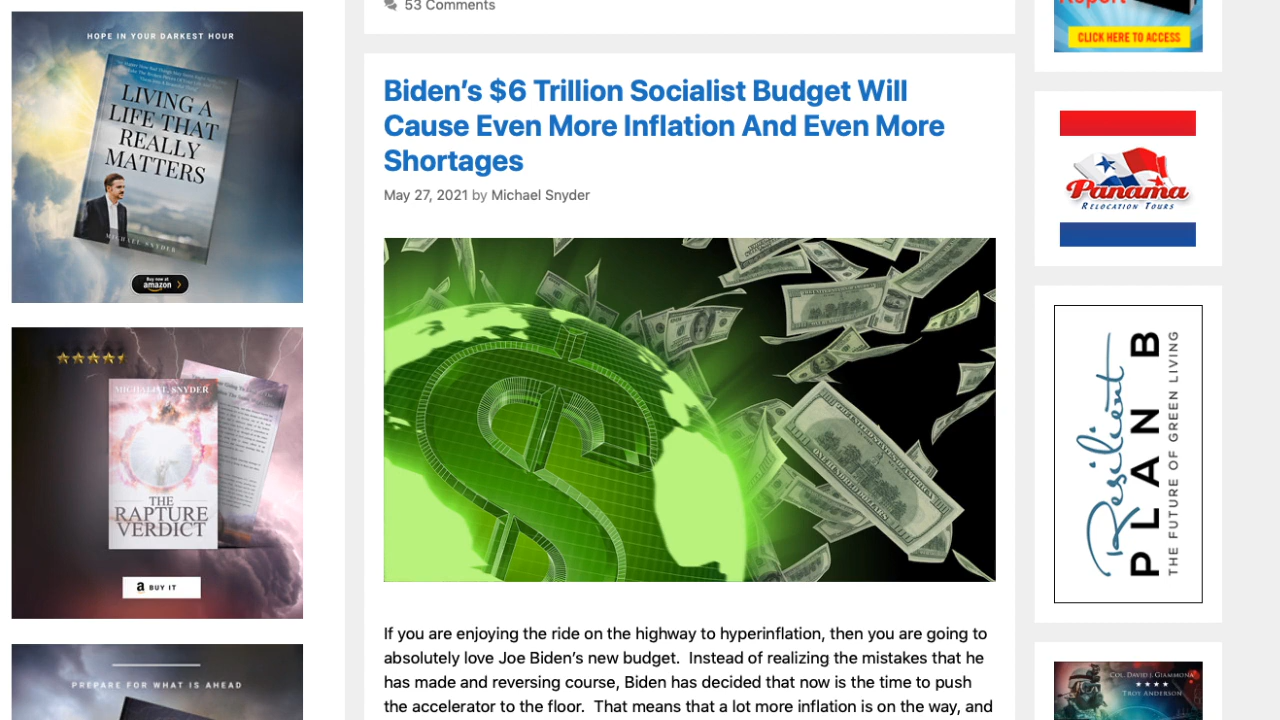 HOPE IN YOUR DARKEST HOUR
LIVING A
LIFE THAT
REALLY
MATTERS
MICHAEL SNYDER
Buy now at
amazon
MICHAEL SNYDER
THE
RAPTURE
VERDICT
a BUY IT
PREPARE FOR WHAT IS AHEAD
53 Comments
Biden’s $6 Trillion Socialist Budget Will
Cause Even More Inflation And Even More
Shortages
May 27, 2021 by Michael Snyder
If you are enjoying the ride on the highway to hyperinflation, then you are going to
absolutely love Joe Biden’s new budget.  Instead of realizing the mistakes that he
has made and reversing course, Biden has decided that now is the time to push
the accelerator to the floor.  That means that a lot more inflation is on the way, and
Report
CLICK HERE TO ACCESS
Panama
RELOCATION TOURS
Resilient
PLAN B
THE FUTURE OF GREEN LIVING
COL. DAVID J. GIAMMONA
TROY ANDERSON